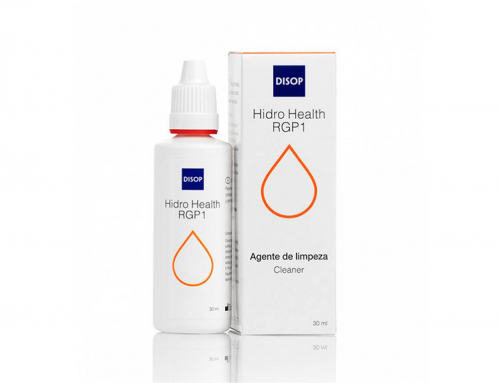 DISOP
Hidro Health
RGP1
30 ml
DISOP
Hidro Health
RGP1
Agente de limpeza
Cleaner
30 ml